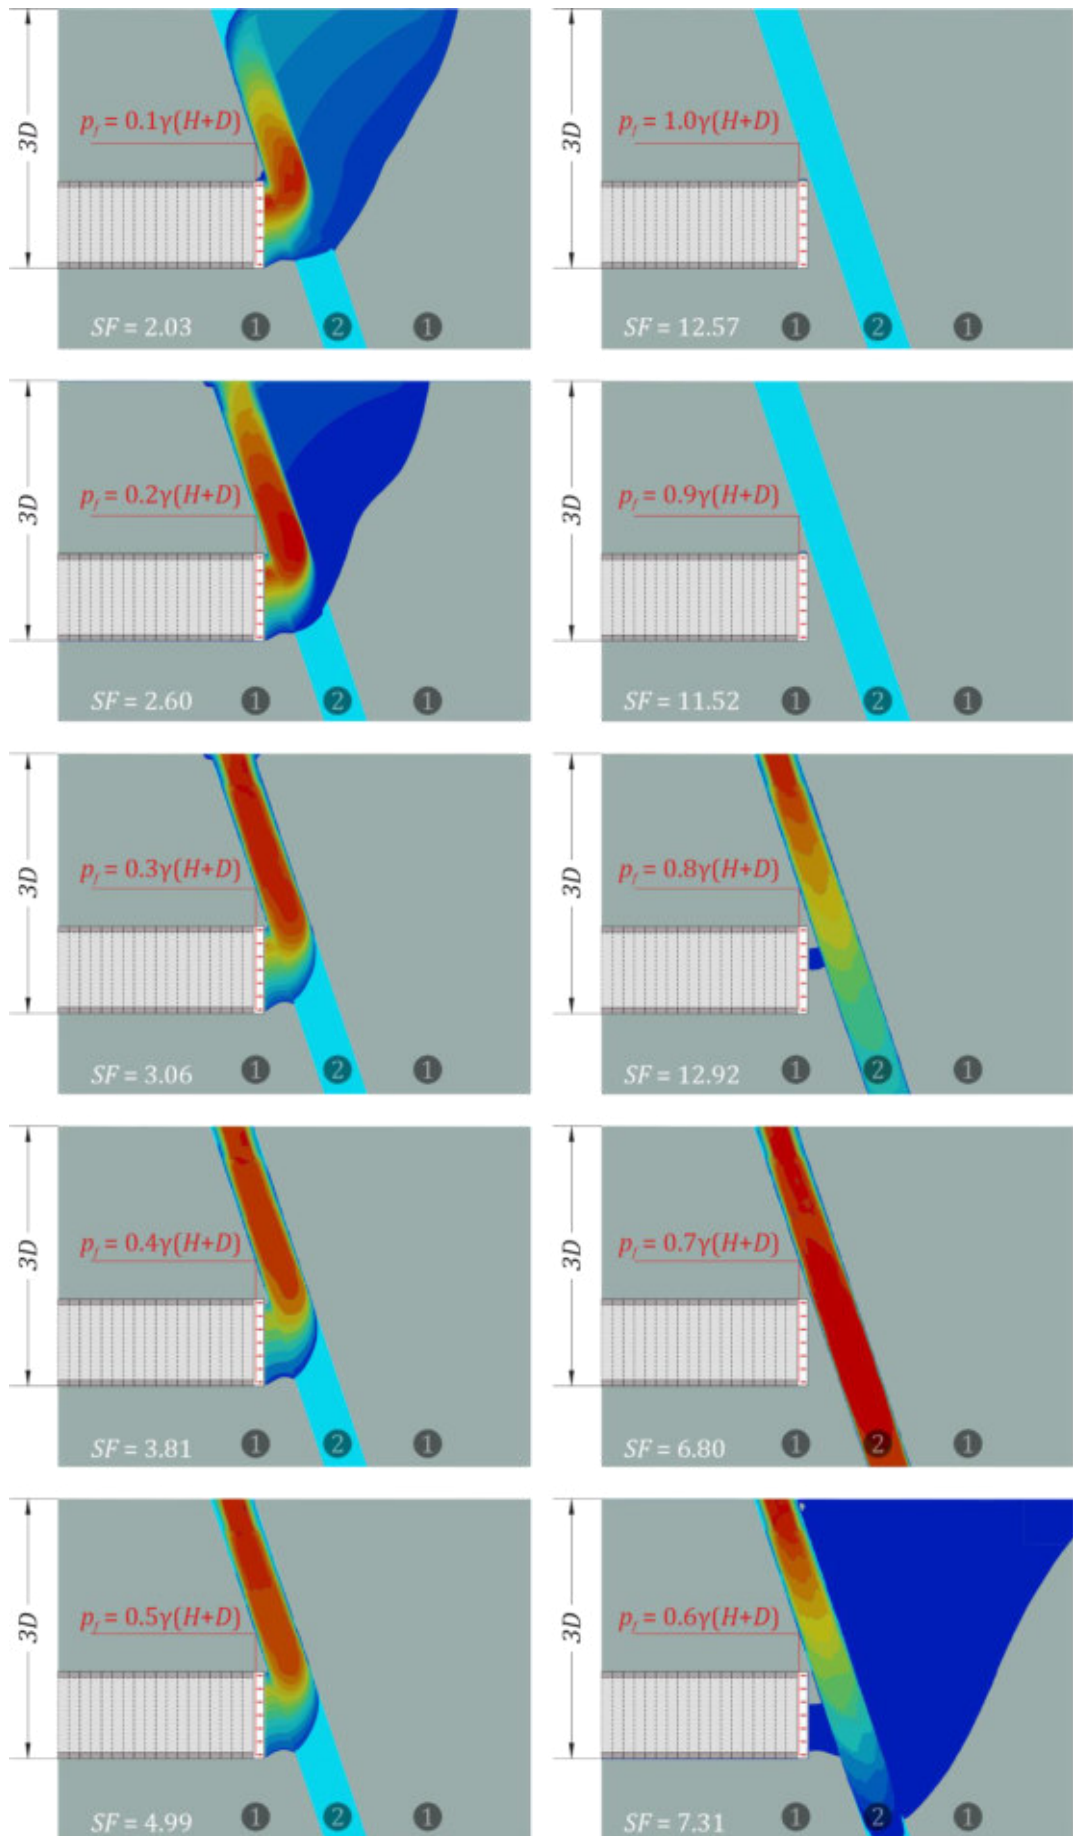 3D
p_f = 0.1γ(H+D)
SF = 2.03 1 2 1
3D
p_f = 1.0γ(H+D)
SF = 12.57 1 2 1
3D
p_f = 0.2γ(H+D)
SF = 2.60 1 2 1
3D
p_f = 0.9γ(H+D)
SF = 11.52 1 2 1
3D
p_f = 0.3γ(H+D)
SF = 3.06 1 2 1
3D
p_f = 0.8γ(H+D)
SF = 12.92 1 2 1
3D
p_f = 0.4γ(H+D)
SF = 3.81 1 2 1
3D
p_f = 0.7γ(H+D)
SF = 6.80 1 2 1
3D
p_f = 0.5γ(H+D)
SF = 4.99 1 2 1
3D
p_f = 0.6γ(H+D)
SF = 7.31 1 2 1